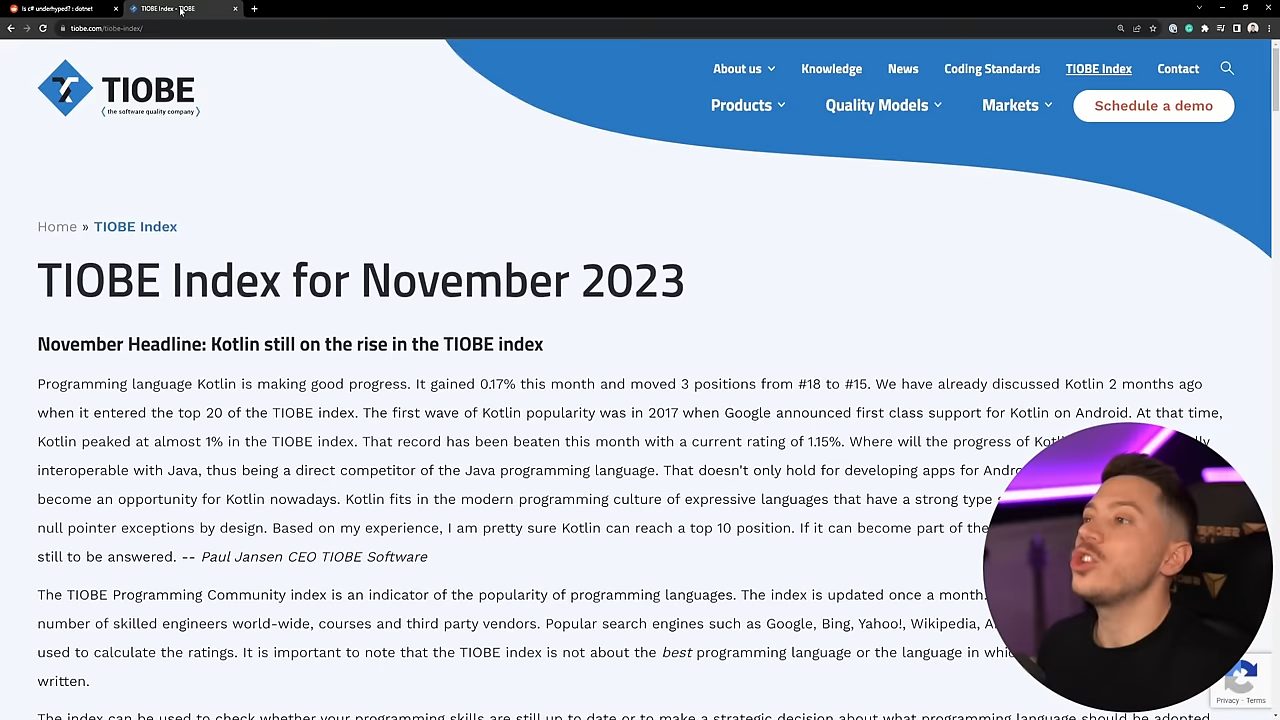 Is c# underhyped? : dotnet
TIOBE Index - TIOBE
tiobe.com/tiobe-index/
TIOBE
(the software quality company)
About us
Knowledge
News
Coding Standards
TIOBE Index
Contact
Products
Quality Models
Markets
Schedule a demo
Home » TIOBE Index
TIOBE Index for November 2023
November Headline: Kotlin still on the rise in the TIOBE index
Programming language Kotlin is making good progress. It gained 0.17% this month and moved 3 positions from #18 to #15. We have already discussed Kotlin 2 months ago
when it entered the top 20 of the TIOBE index. The first wave of Kotlin popularity was in 2017 when Google announced first class support for Kotlin on Android. At that time,
Kotlin peaked at almost 1% in the TIOBE index. That record has been beaten this month with a current rating of 1.15%. Where will the progress of
interoperable with Java, thus being a direct competitor of the Java programming language. That doesn't only hold for developing apps for
become an opportunity for Kotlin nowadays. Kotlin fits in the modern programming culture of expressive languages that have a strong type
null pointer exceptions by design. Based on my experience, I am pretty sure Kotlin can reach a top 10 position. If it can become part of the
still to be answered. -- Paul Jansen CEO TIOBE Software
The TIOBE Programming Community index is an indicator of the popularity of programming languages. The index is updated once a month.
number of skilled engineers world-wide, courses and third party vendors. Popular search engines such as Google, Bing, Yahoo!, Wikipedia,
used to calculate the ratings. It is important to note that the TIOBE index is not about the best programming language or the language in
written.
The index can be used to check whether your programming skills are still up to date or to make a strategic decision about what programming language should be adopted
Privacy - Terms